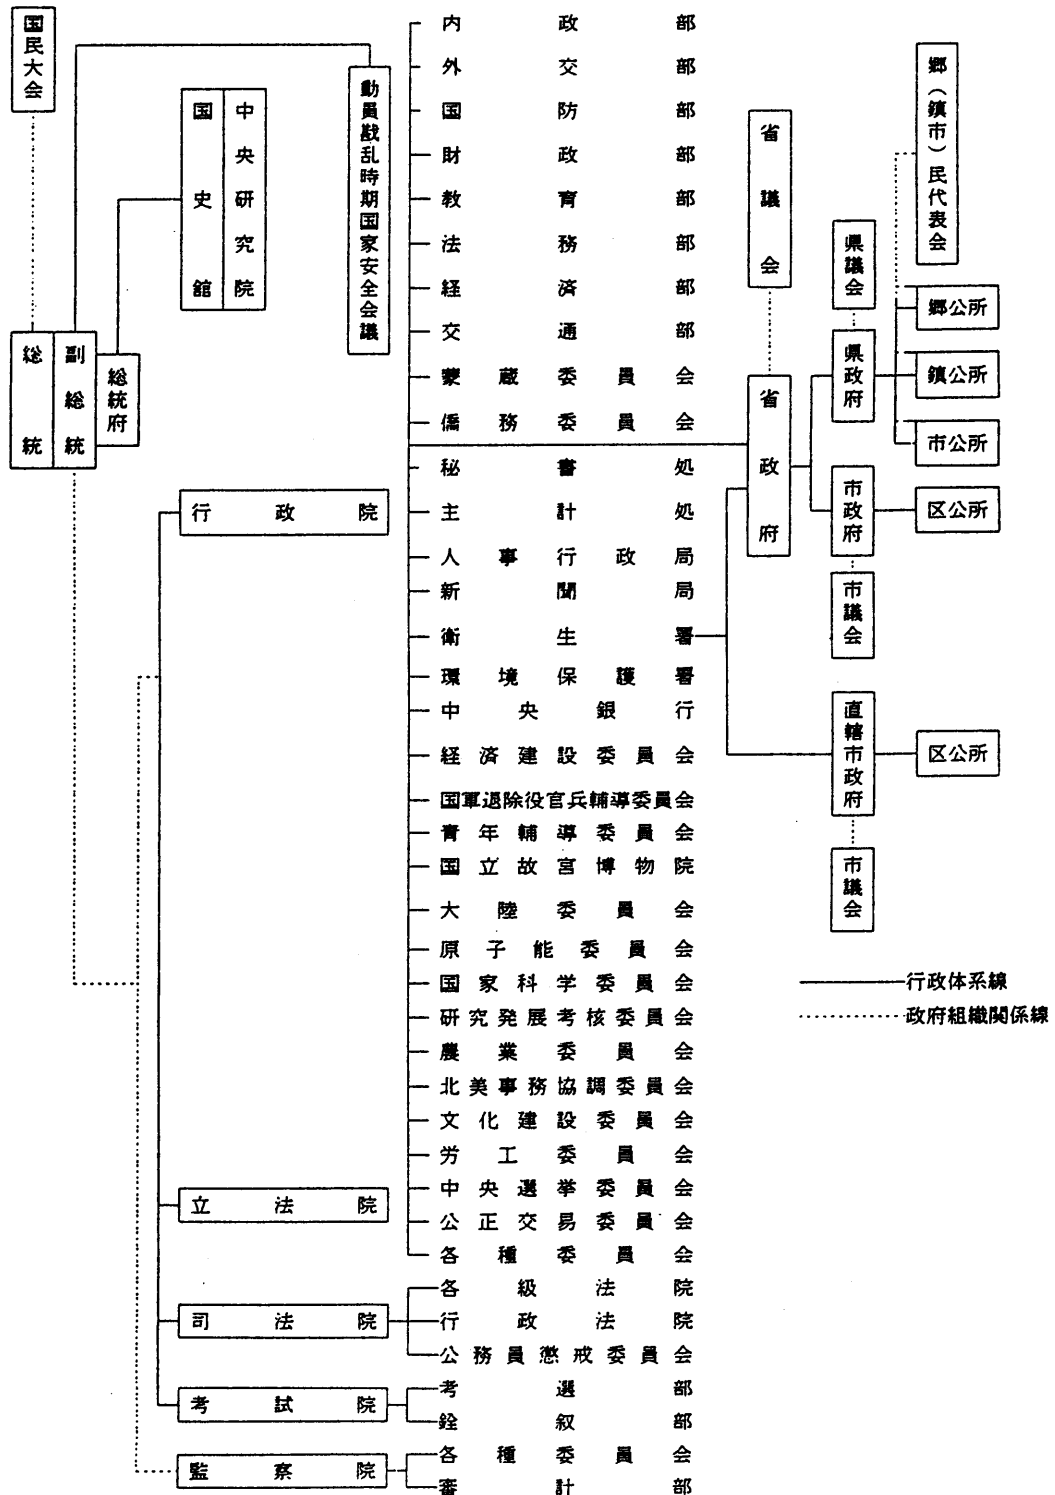 国民大会
総統
副総統
総統府
国史館
中央研究院
動員戡乱時期国家安全会議
行政院
立法院
司法院
考試院
監察院
内政部
外交部
国防部
財政部
教育部
法務部
経済部
交通部
蒙蔵委員会
僑務委員会
秘書処
主計処
人事行政局
新聞局
衛生署
環境保護署
中央銀行
経済建設委員会
国軍退除役官兵輔導委員会
青年輔導委員会
国立故宮博物院
大陸委員会
原子能委員会
国家科学委員会
研究発展考核委員会
農業委員会
北美事務協調委員会
文化建設委員会
労工委員会
中央選挙委員会
公正交易委員会
各種委員会
各級法院
行政法院
公務員懲戒委員会
考選部
銓叙部
各種委員会
審計部
省議会
省政府
県議会
県政府
市政府
市議会
直轄市政府
市議会
郷（鎮市）民代表会
郷公所
鎮公所
市公所
区公所
区公所
行政体系線
政府組織関係線